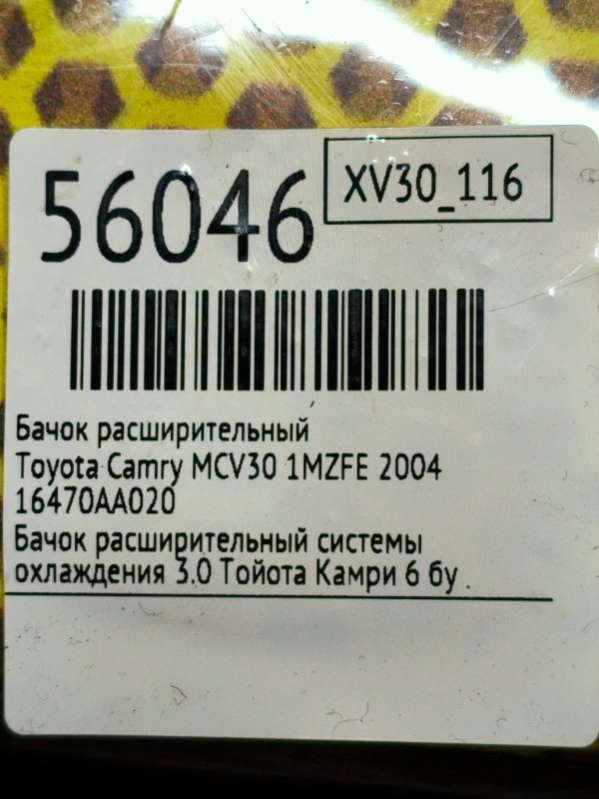 56046
XV30_116
Бачок расширительный
Toyota Camry MCV30 1MZFE 2004
16470AA020
Бачок расширительный системы
охлаждения 3.0 Тойота Камри 6 бу